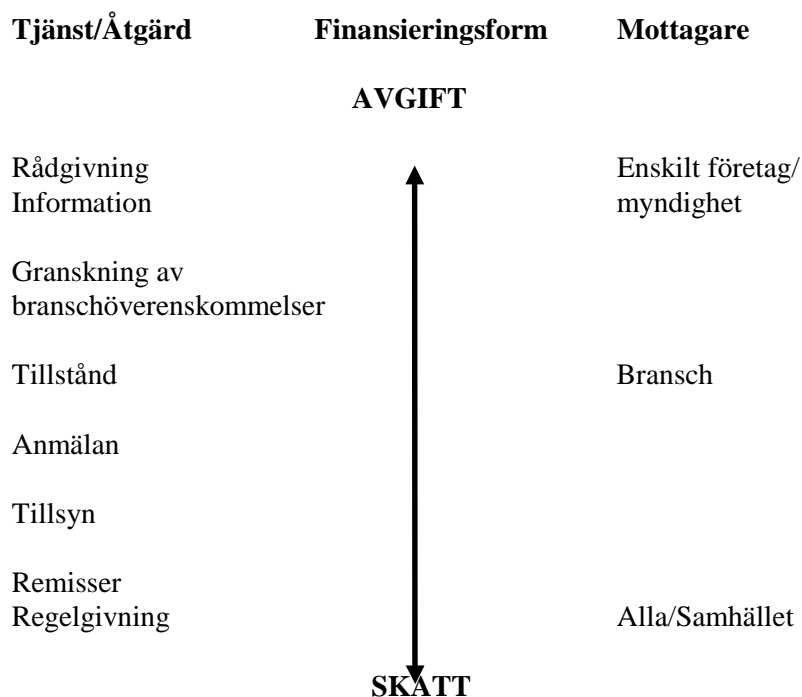 Tjänst/Åtgärd Finansieringsform Mottagare
AVGIFT
Rådgivning Enskilt företag/
Information myndighet
Granskning av
branschöverenskommelser
Tillstånd Bransch
Anmälan
Tillsyn
Remisser
Regelgivning Alla/Samhället
SKATT